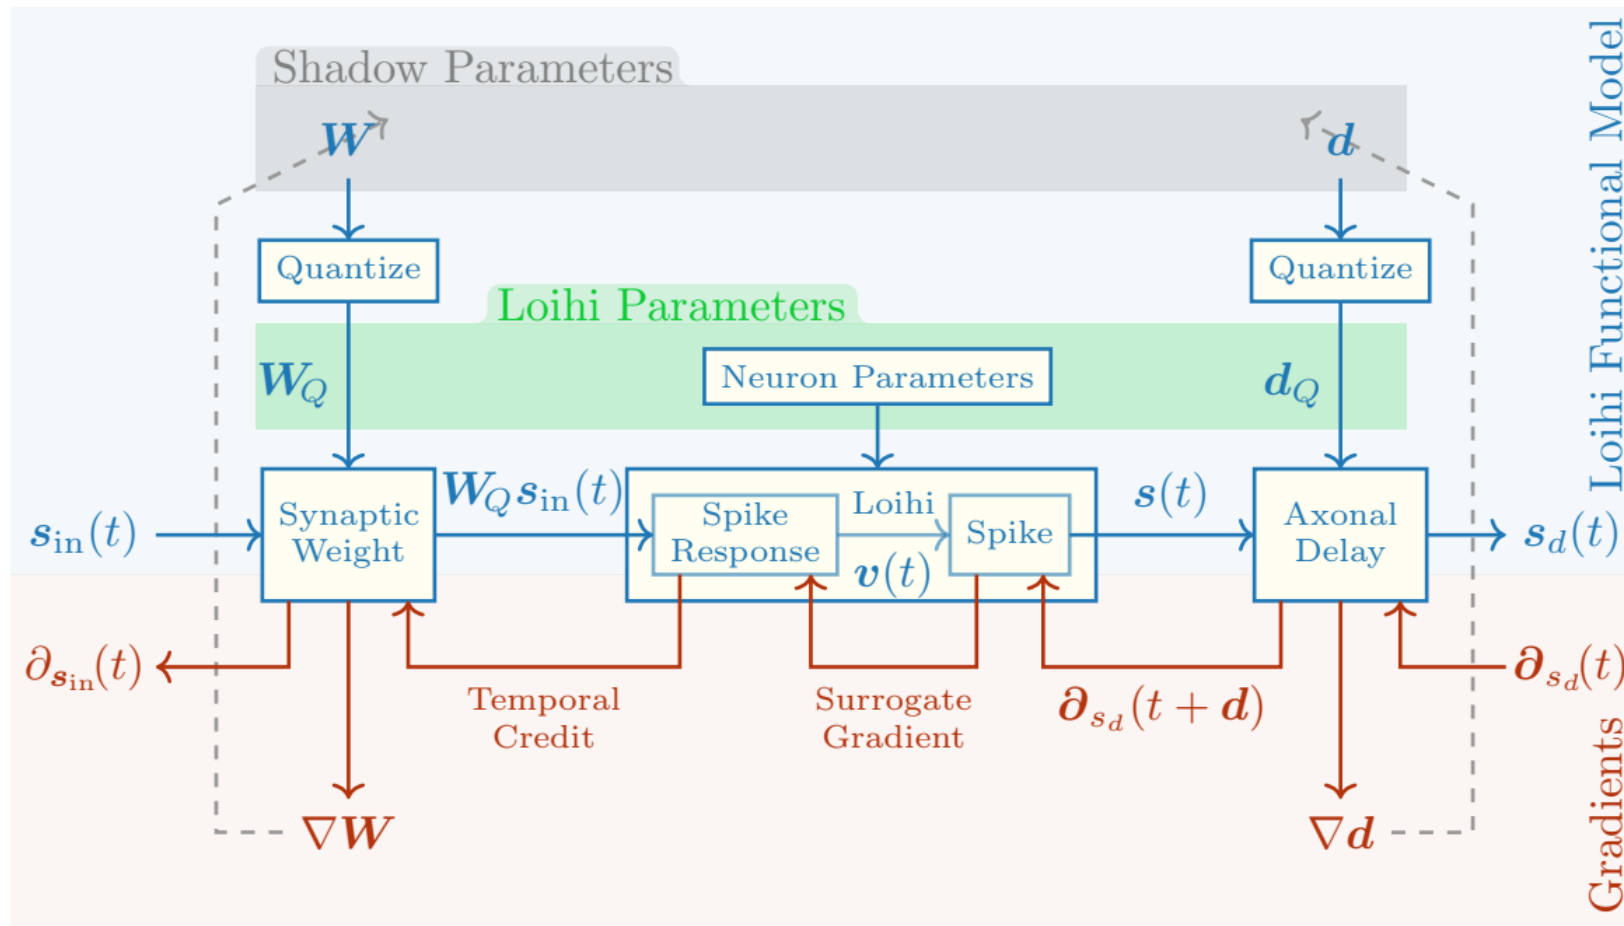 Shadow Parameters
W
d
Quantize
Quantize
Loihi Parameters
W_Q
Neuron Parameters
d_Q
s_in(t)
Synaptic
Weight
W_Q s_in(t)
Spike
Response
Loihi
v(t)
Spike
s(t)
Axonal
Delay
s_d(t)
∂_{s_in}(t)
Temporal
Credit
Surrogate
Gradient
∂_{s_d}(t + d)
∂_{s_d}(t)
∇W
∇d
Loihi Functional Model
Gradients